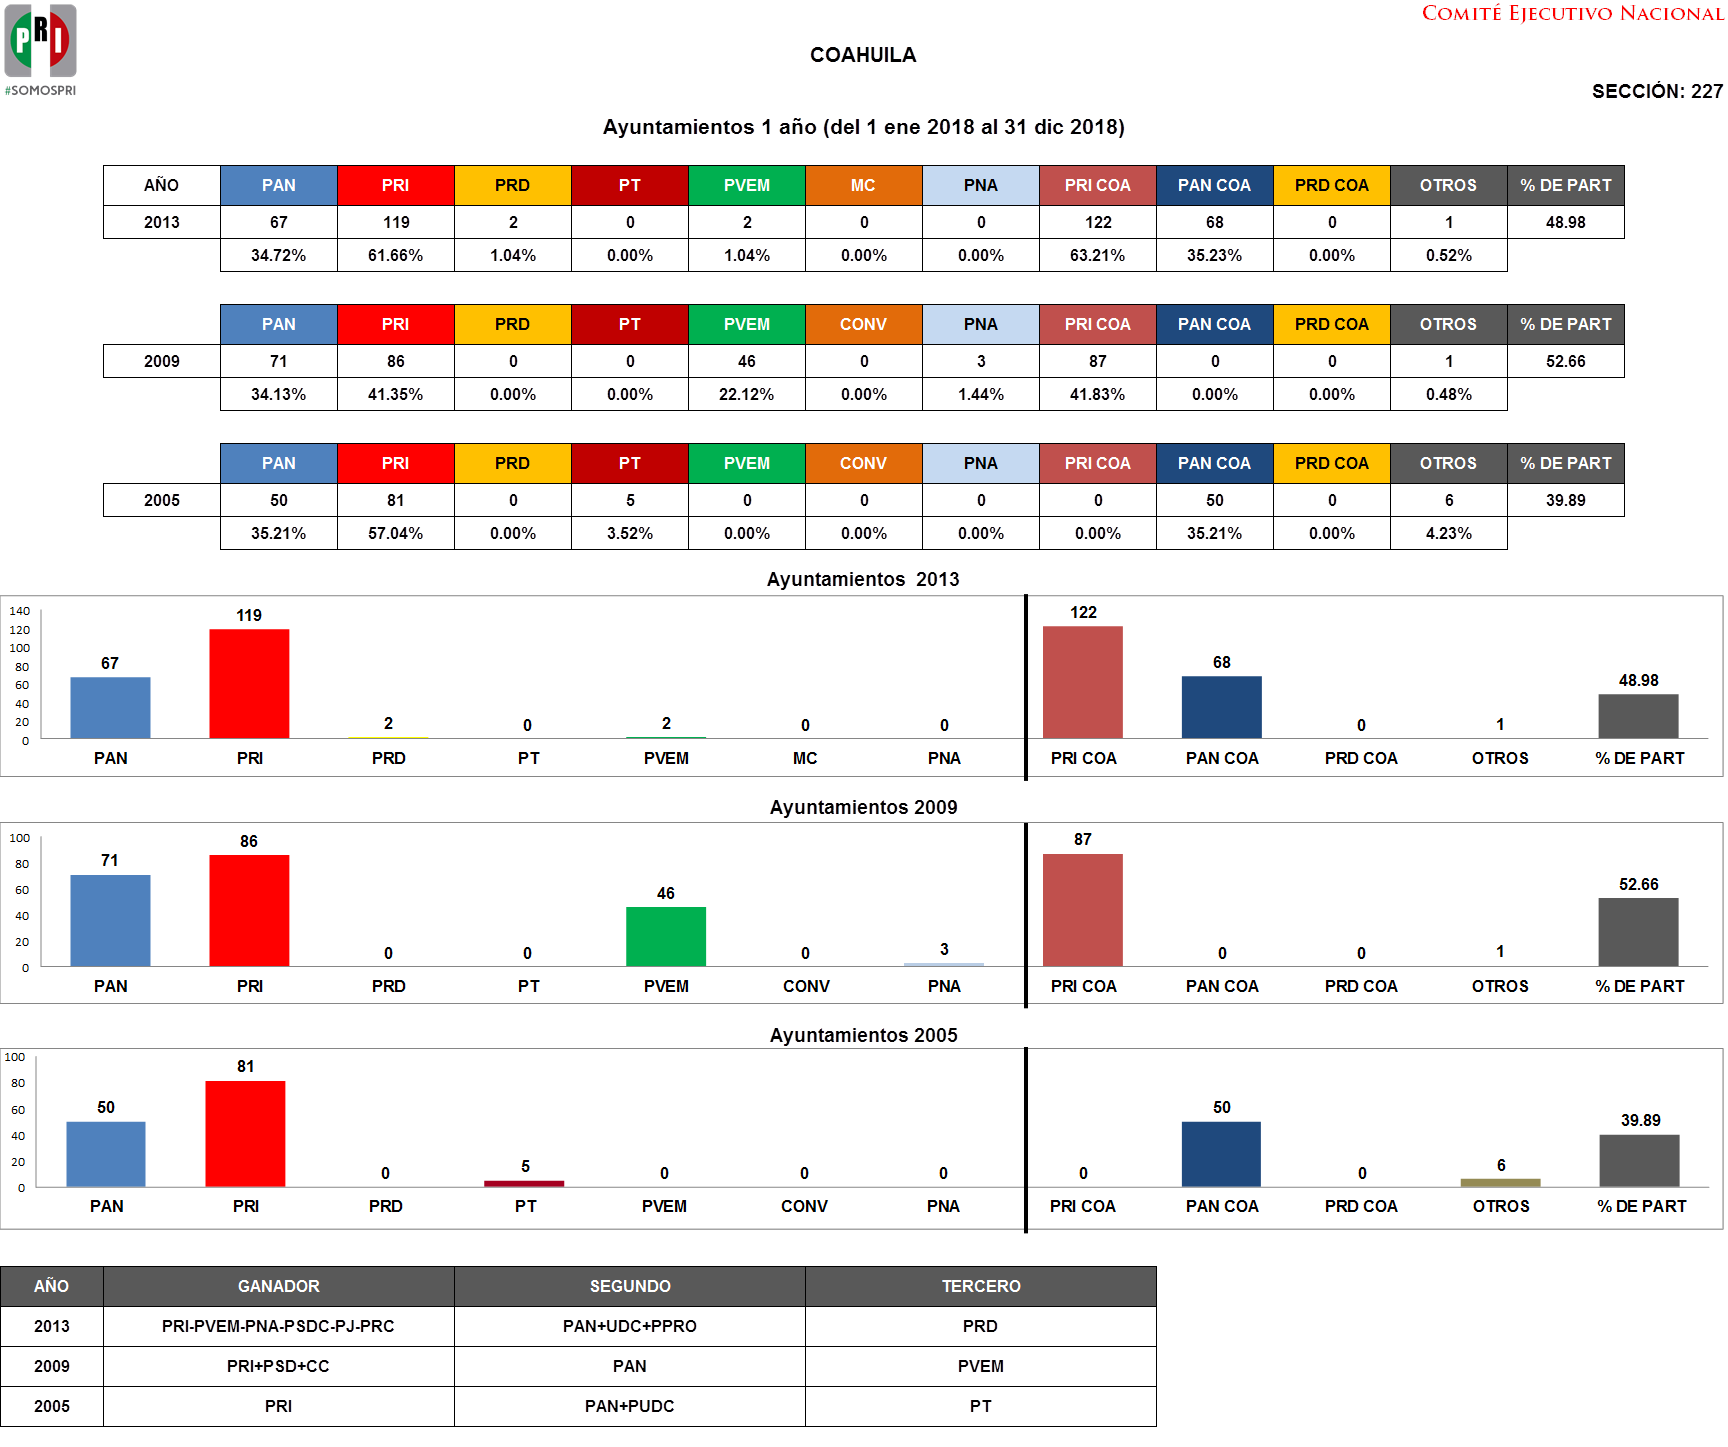 COMITÉ EJECUTIVO NACIONAL
PRI
#SOMOSPRI
COAHUILA
SECCIÓN: 227
Ayuntamientos 1 año (del 1 ene 2018 al 31 dic 2018)
AÑO PAN PRI PRD PT PVEM MC PNA PRI COA PAN COA PRD COA OTROS % DE PART
2013 67 119 2 0 2 0 0 122 68 0 1 48.98
34.72% 61.66% 1.04% 0.00% 1.04% 0.00% 0.00% 63.21% 35.23% 0.00% 0.52%
PAN PRI PRD PT PVEM CONV PNA PRI COA PAN COA PRD COA OTROS % DE PART
2009 71 86 0 0 46 0 3 87 0 0 1 52.66
34.13% 41.35% 0.00% 0.00% 22.12% 0.00% 1.44% 41.83% 0.00% 0.00% 0.48%
PAN PRI PRD PT PVEM CONV PNA PRI COA PAN COA PRD COA OTROS % DE PART
2005 50 81 0 5 0 0 0 0 50 0 6 39.89
35.21% 57.04% 0.00% 3.52% 0.00% 0.00% 0.00% 0.00% 35.21% 0.00% 4.23%
Ayuntamientos 2013
140
120
100
80
60
40
20
0
67 119 2 0 2 0 0 122 68 0 1 48.98
PAN PRI PRD PT PVEM MC PNA PRI COA PAN COA PRD COA OTROS % DE PART
Ayuntamientos 2009
100
80
60
40
20
0
71 86 0 0 46 0 3 87 0 0 1 52.66
PAN PRI PRD PT PVEM CONV PNA PRI COA PAN COA PRD COA OTROS % DE PART
Ayuntamientos 2005
100
80
60
40
20
0
50 81 0 5 0 0 0 0 50 0 6 39.89
PAN PRI PRD PT PVEM CONV PNA PRI COA PAN COA PRD COA OTROS % DE PART
AÑO GANADOR SEGUNDO TERCERO
2013 PRI-PVEM-PNA-PSDC-PJ-PRC PAN+UDC+PPRO PRD
2009 PRI+PSD+CC PAN PVEM
2005 PRI PAN+PUDC PT